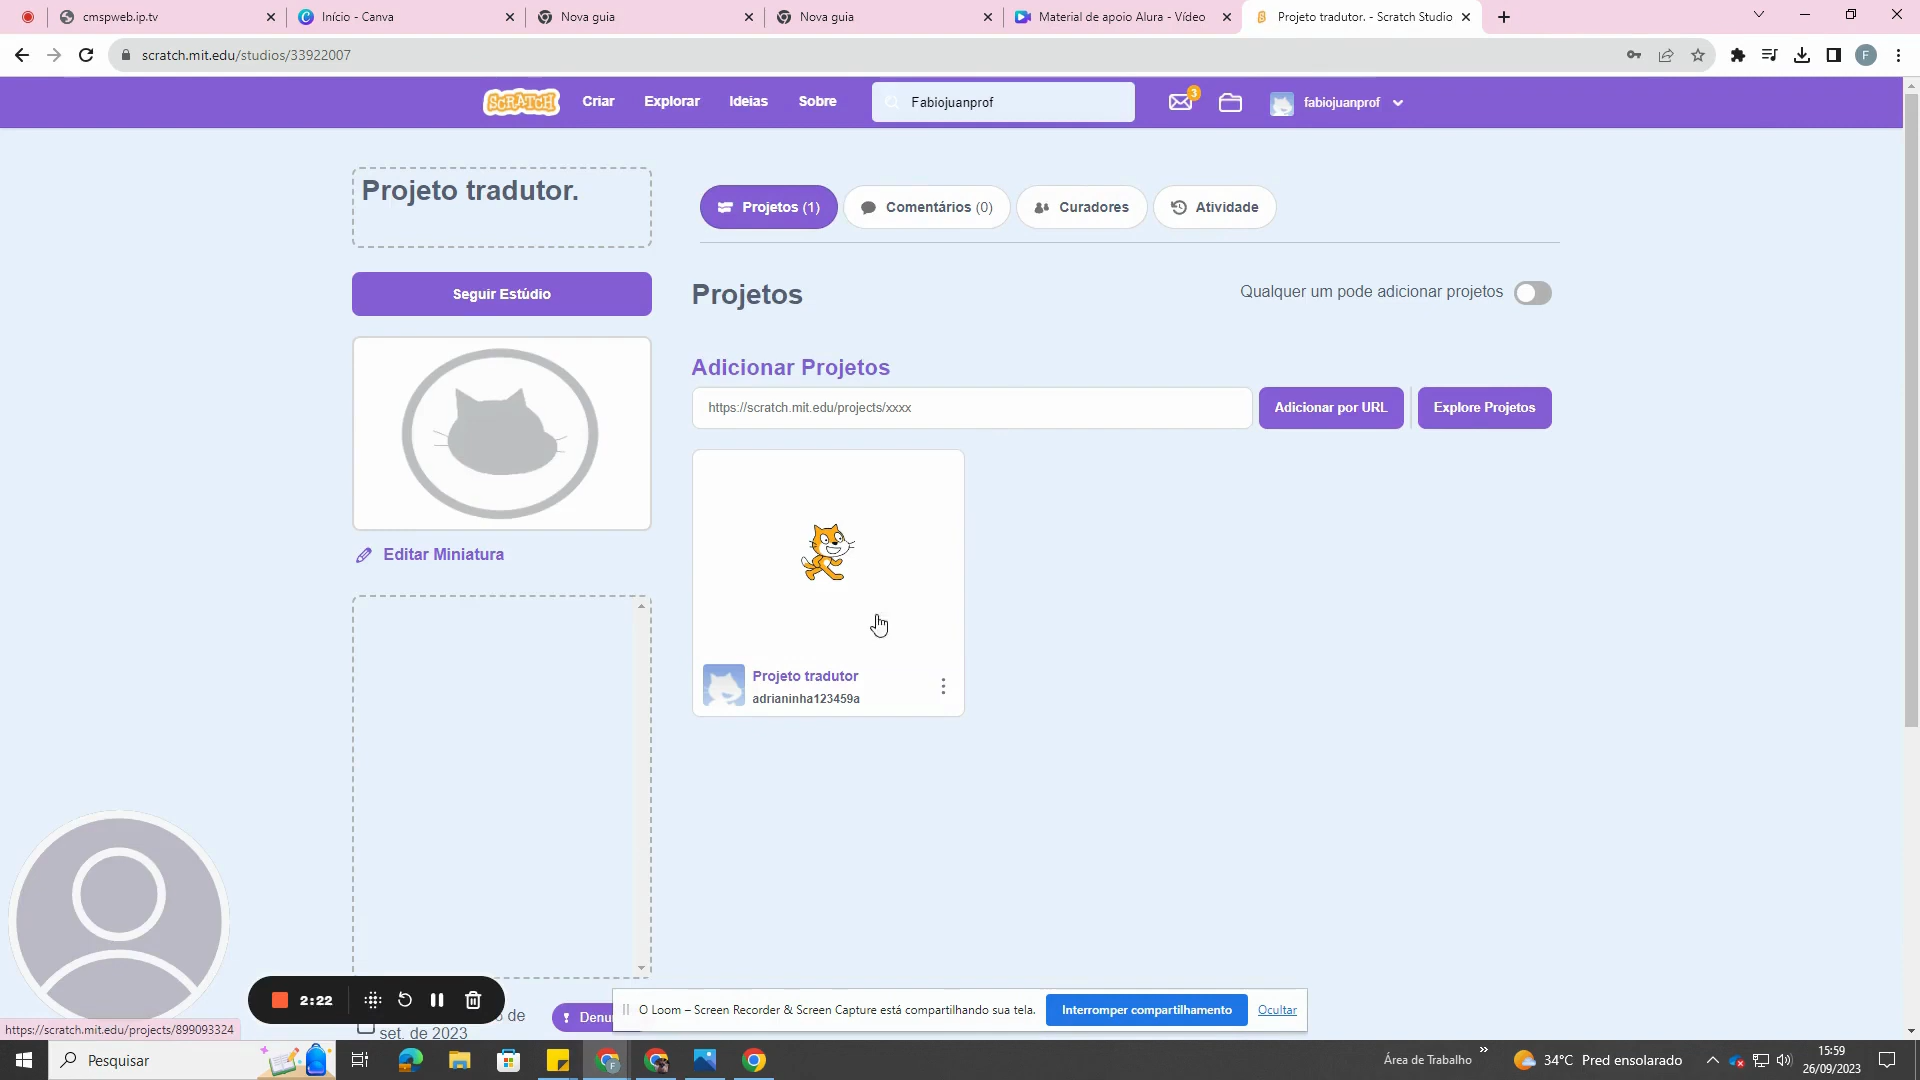 cmspweb.ip.tv
Início - Canva
Nova guia
Nova guia
Material de apoio Alura - Vídeo
Projeto tradutor. - Scratch Studio
scratch.mit.edu/studios/33922007
F
SCRATCH
Criar
Explorar
Ideias
Sobre
Fabiojuanprof
3
fabiojuanprof
Projeto tradutor.
Projetos (1)
Comentários (0)
Curadores
Atividade
Seguir Estúdio
Projetos
Qualquer um pode adicionar projetos
Adicionar Projetos
https://scratch.mit.edu/projects/xxxx
Adicionar por URL
Explore Projetos
Editar Miniatura
Projeto tradutor
adrianinha123459a
2:22
de
set. de 2023
Denu
O Loom – Screen Recorder & Screen Capture está compartilhando sua tela.
Interromper compartilhamento
Ocultar
https://scratch.mit.edu/projects/899093324
Pesquisar
Área de Trabalho
34°C Pred ensolarado
15:59
26/09/2023